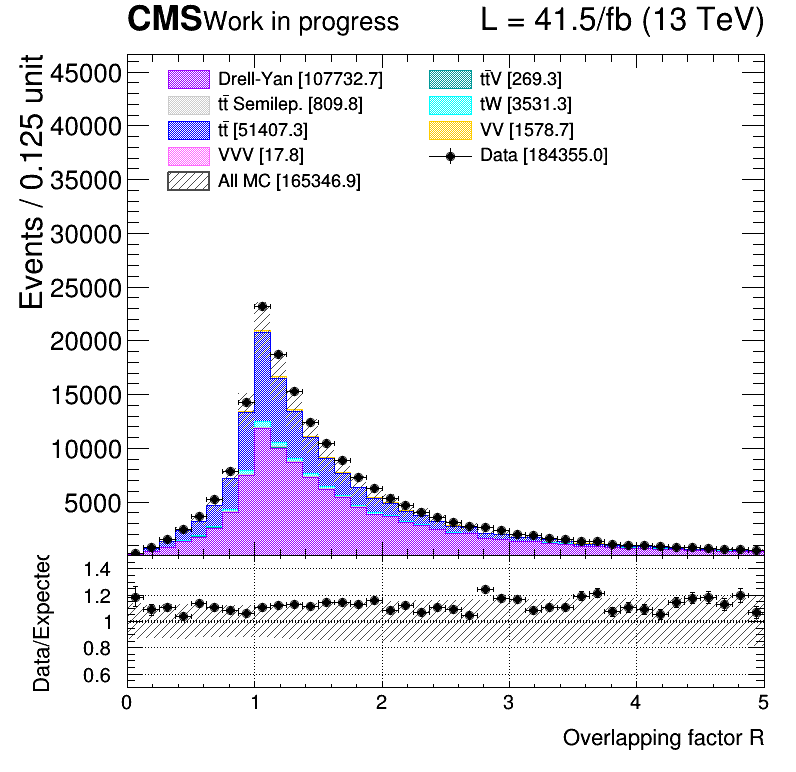 CMS Work in progress L = 41.5/fb (13 TeV)
Events / 0.125 unit
45000
40000
35000
30000
25000
20000
15000
10000
5000
Drell-Yan [107732.7]
tt̄ Semilep. [809.8]
tt̄ [51407.3]
VVV [17.8]
All MC [165346.9]
tt̄V [269.3]
tW [3531.3]
VV [1578.7]
Data [184355.0]
Data/Expected
1.4
1.2
1
0.8
0.6
0 1 2 3 4 5
Overlapping factor R